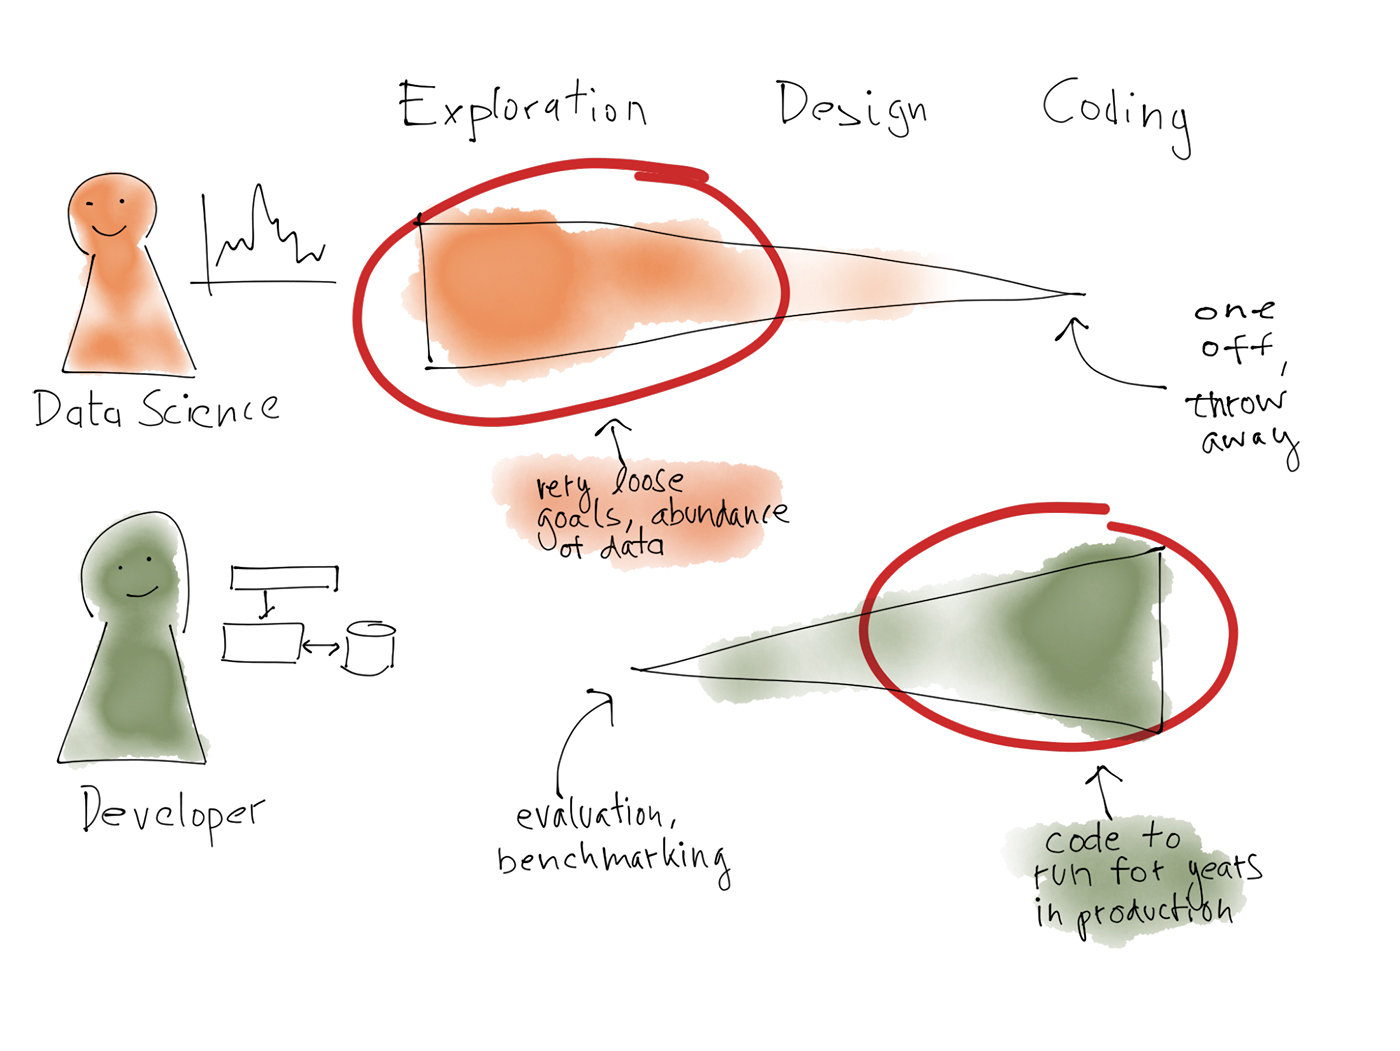 Exploration Design Coding
Data Science
one
off,
throw
away
very loose
goals, abundance
of data
Developer
evaluation,
benchmarking
code to
run for years
in production